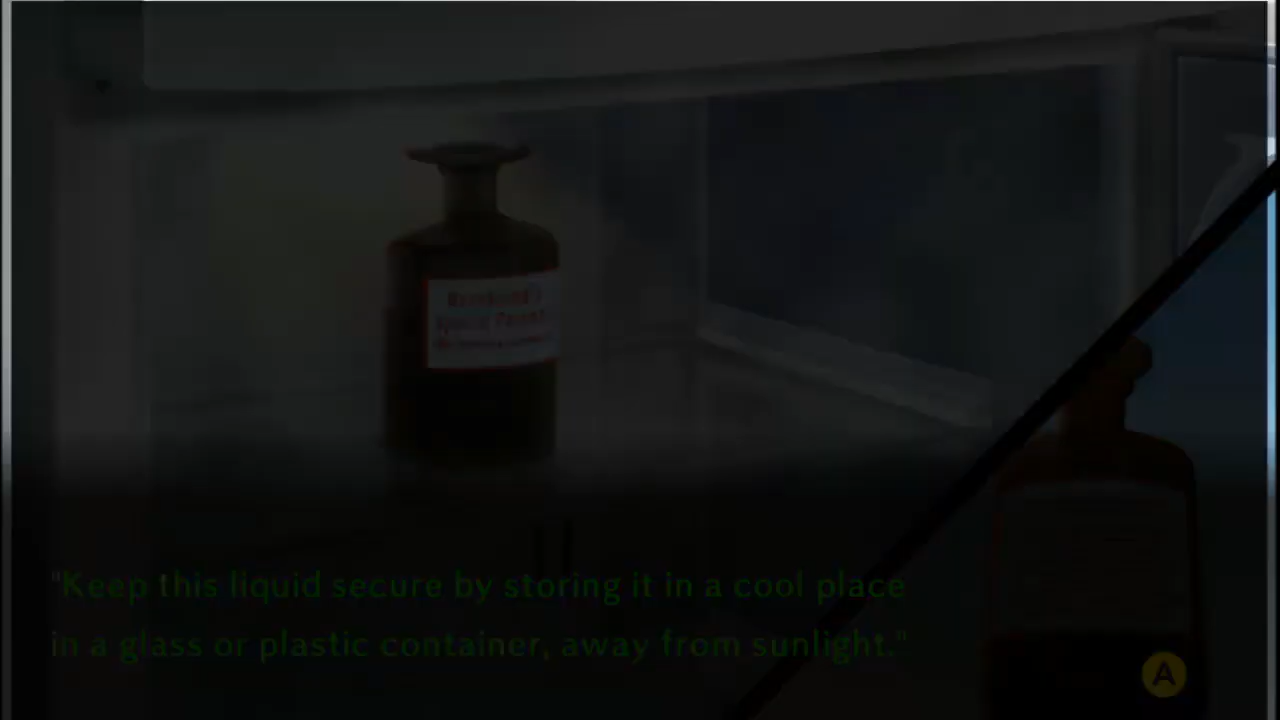 "Keep this liquid secure by storing it in a cool place
in a glass or plastic container, away from sunlight."
A